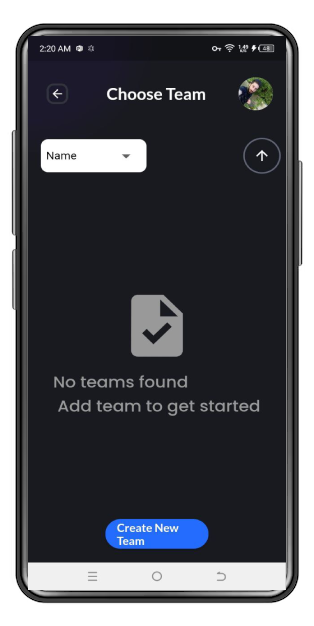 2:20 AM
Choose Team
Name
No teams found
Add team to get started
Create New
Team